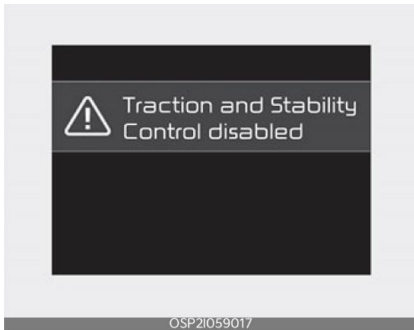 Traction and Stability
Control disabled
OSP2I059017